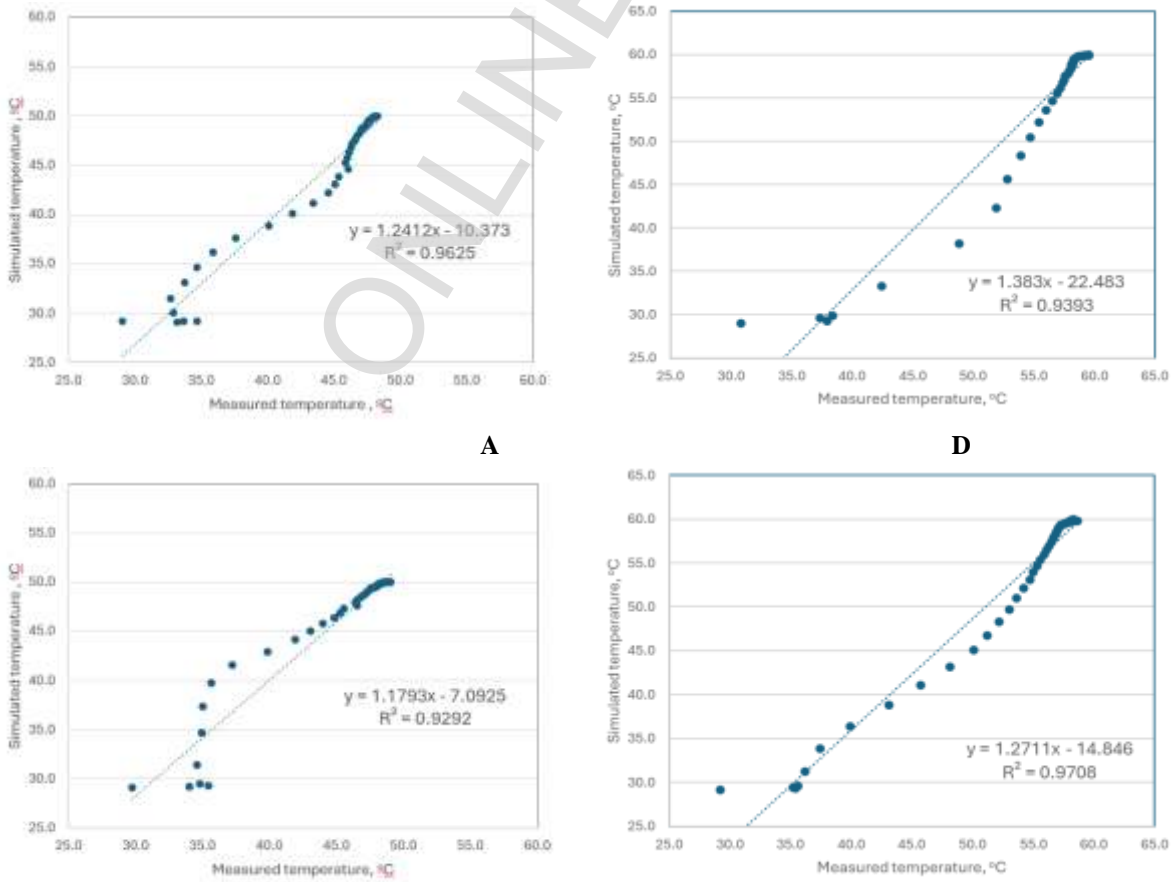 60.0
55.0
50.0
45.0
40.0
35.0
30.0
25.0
Simulated temperature , ºC
y = 1.2412x - 10.373
R² = 0.9625
25.0 30.0 35.0 40.0 45.0 50.0 55.0 60.0
Measured temperature , ºC
65.0
60.0
55.0
50.0
45.0
40.0
35.0
30.0
25.0
Simulated temperature, ºC
y = 1.383x - 22.483
R² = 0.9393
25.0 30.0 35.0 40.0 45.0 50.0 55.0 60.0 65.0
Measured temperature, ºC
ONLINE
A D
60.0
55.0
50.0
45.0
40.0
35.0
30.0
25.0
Simulated temperature , ºC
y = 1.1793x - 7.0925
R² = 0.9292
25.0 30.0 35.0 40.0 45.0 50.0 55.0 60.0
Measured temperature, ºC
65.0
60.0
55.0
50.0
45.0
40.0
35.0
30.0
25.0
Simulated temperature, ºC
y = 1.2711x - 14.846
R² = 0.9708
25.0 30.0 35.0 40.0 45.0 50.0 55.0 60.0 65.0
Measured temperature, ºC